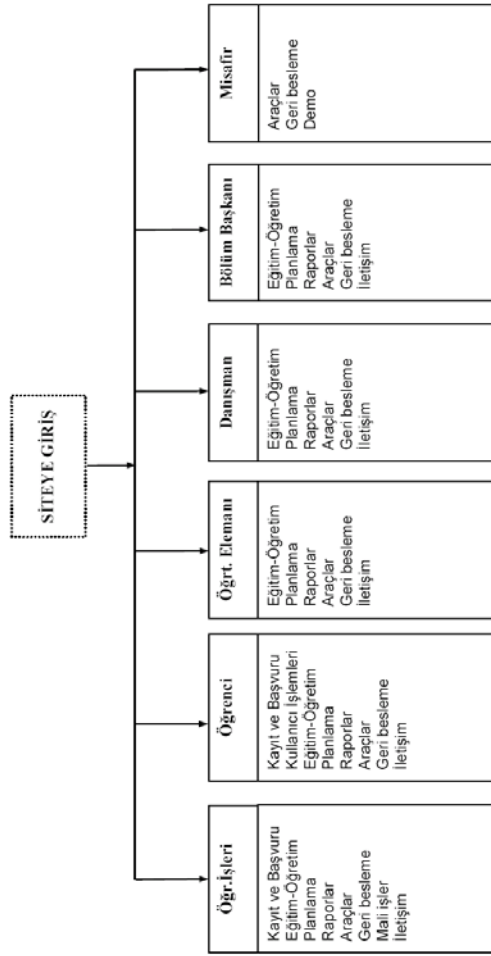 SİTEYE GİRİŞ
Öğr.İşleri
Kayıt ve Başvuru
Eğitim-Öğretim
Planlama
Raporlar
Araçlar
Geri besleme
Mali işler
İletişim
Öğrenci
Kayıt ve Başvuru
Kullanıcı İşlemleri
Eğitim-Öğretim
Planlama
Raporlar
Araçlar
Geri besleme
İletişim
Öğrt. Elemanı
Eğitim-Öğretim
Planlama
Raporlar
Araçlar
Geri besleme
İletişim
Danışman
Eğitim-Öğretim
Planlama
Raporlar
Araçlar
Geri besleme
İletişim
Bölüm Başkanı
Eğitim-Öğretim
Planlama
Raporlar
Araçlar
Geri besleme
İletişim
Misafir
Araçlar
Geri besleme
Demo